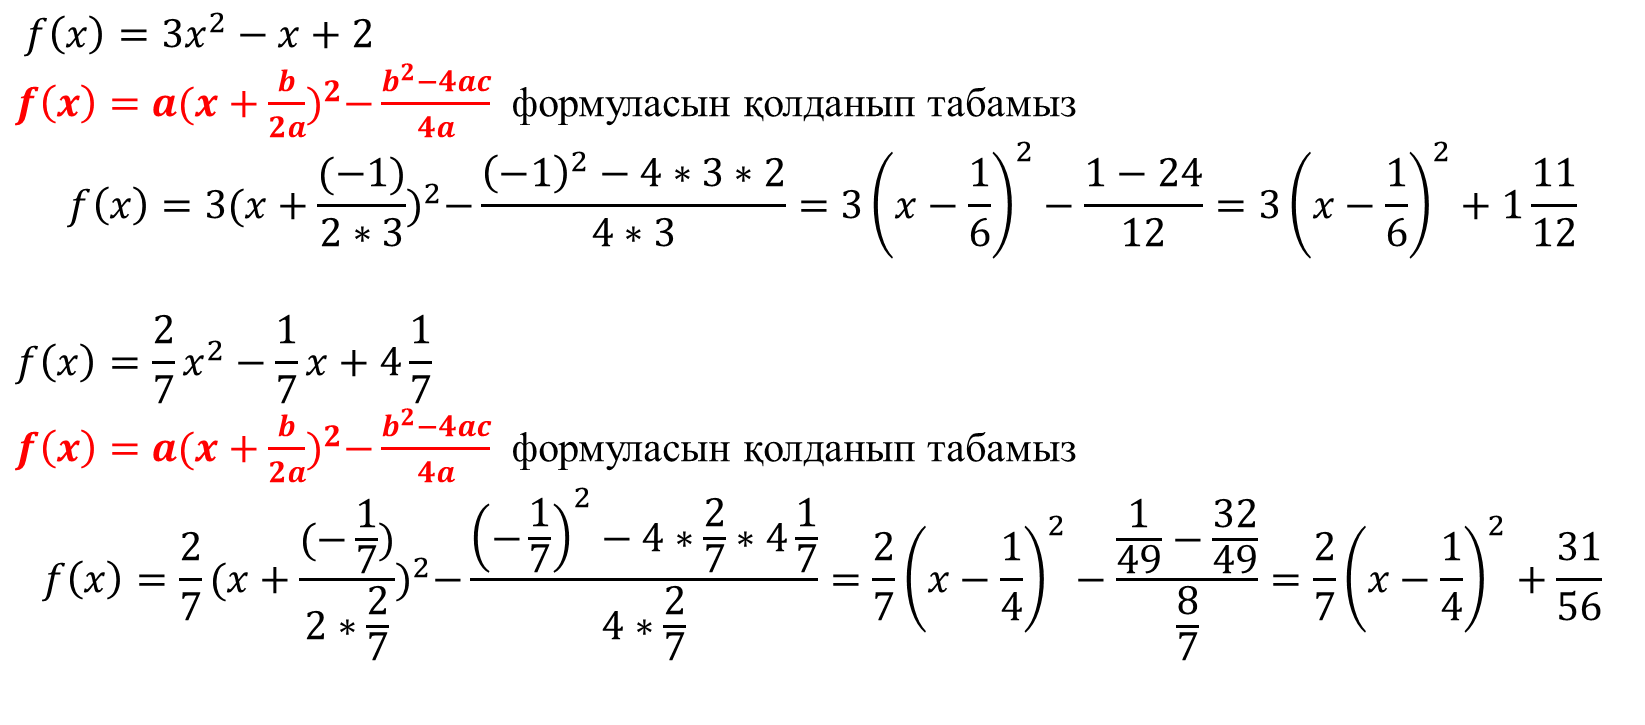 f(x) = 3x² − x + 2
f(x) = a(x + b/2a)² − (b²−4ac)/4a формуласын қолданып табамыз
f(x) = 3(x + (−1)/(2 * 3))² − ((−1)² − 4 * 3 * 2)/(4 * 3) = 3(x − 1/6)² − (1 − 24)/12 = 3(x − 1/6)² + 1 11/12
f(x) = 2/7 x² − 1/7 x + 4 1/7
f(x) = a(x + b/2a)² − (b²−4ac)/4a формуласын қолданып табамыз
f(x) = 2/7 (x + (−1/7)/(2 * 2/7))² − ((−1/7)² − 4 * 2/7 * 4 1/7)/(4 * 2/7) = 2/7 (x − 1/4)² − (1/49 − 32/49)/(8/7) = 2/7 (x − 1/4)² + 31/56